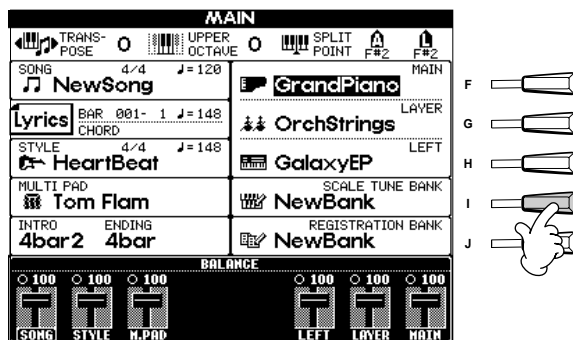 MAIN
TRANS-POSE 0 UPPER OCTAVE 0 SPLIT POINT A F#2 L F#2
SONG 4/4 ♩=120
NewSong
Lyrics BAR 001- 1 ♩=148
CHORD
STYLE 4/4 ♩=148
HeartBeat
MULTI PAD
Tom Flam
INTRO ENDING
4bar2 4bar
MAIN
GrandPiano
LAYER
OrchStrings
LEFT
GalaxyEP
SCALE TUNE BANK
NewBank
REGISTRATION BANK
NewBank
F
G
H
I
J
BALANCE
100 100 100 100 100 100
SONG STYLE M.PAD LEFT LAYER MAIN